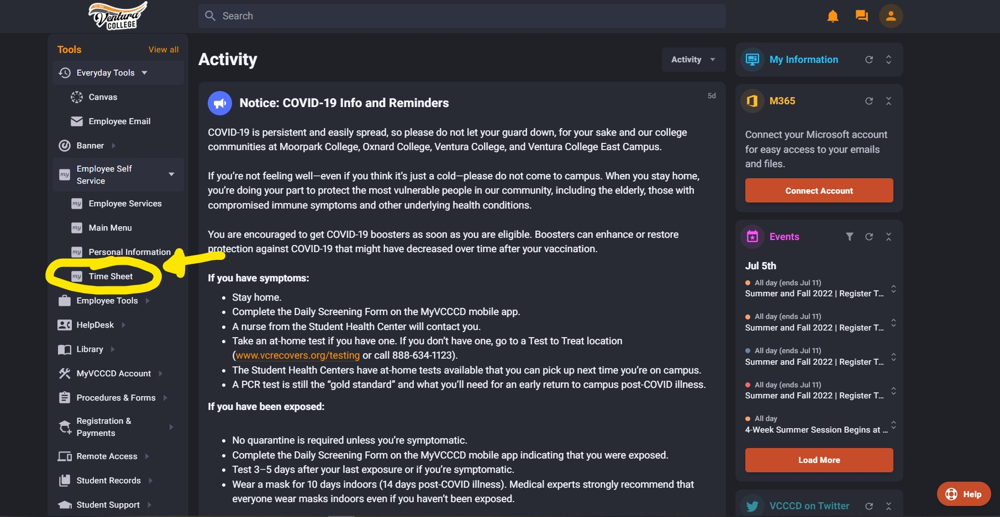 Ventura
COLLEGE
Search
Tools
View all
Everyday Tools
Canvas
Employee Email
Banner
my
Employee Self
Service
my
Employee Services
my
Main Menu
my
Personal Information
my
Time Sheet
Employee Tools
HelpDesk
Library
MyVCCCD Account
Procedures & Forms
Registration &
Payments
Remote Access
Student Records
Student Support
Activity
Activity
Notice: COVID-19 Info and Reminders
5d
COVID-19 is persistent and easily spread, so please do not let your guard down, for your sake and our college
communities at Moorpark College, Oxnard College, Ventura College, and Ventura College East Campus.
If you’re not feeling well—even if you think it’s just a cold—please do not come to campus. When you stay home,
you’re doing your part to protect the most vulnerable people in our community, including the elderly, those with
compromised immune symptoms and other underlying health conditions.
You are encouraged to get COVID-19 boosters as soon as you are eligible. Boosters can enhance or restore
protection against COVID-19 that might have decreased over time after your vaccination.
If you have symptoms:
• Stay home.
• Complete the Daily Screening Form on the MyVCCCD mobile app.
• A nurse from the Student Health Center will contact you.
• Take an at-home test if you have one. If you don’t have one, go to a Test to Treat location
(www.vcrecovers.org/testing or call 888-634-1123).
• The Student Health Centers have at-home tests available that you can pick up next time you’re on campus.
• A PCR test is still the “gold standard” and what you’ll need for an early return to campus post-COVID illness.
If you have been exposed:
• No quarantine is required unless you’re symptomatic.
• Complete the Daily Screening Form on the MyVCCCD mobile app indicating that you were exposed.
• Test 3–5 days after your last exposure or if you’re symptomatic.
• Wear a mask for 10 days indoors (14 days post-COVID illness). Medical experts strongly recommend that
everyone wear masks indoors even if you haven’t been exposed.
My Information
M365
Connect your Microsoft account
for easy access to your emails
and files.
Connect Account
Events
Jul 5th
All day (ends Jul 11)
Summer and Fall 2022 | Register T...
All day (ends Jul 11)
Summer and Fall 2022 | Register T...
All day (ends Jul 11)
Summer and Fall 2022 | Register T...
All day (ends Jul 11)
Summer and Fall 2022 | Register T...
All day
4-Week Summer Session Begins at ...
Load More
VCCCD on Twitter
Help